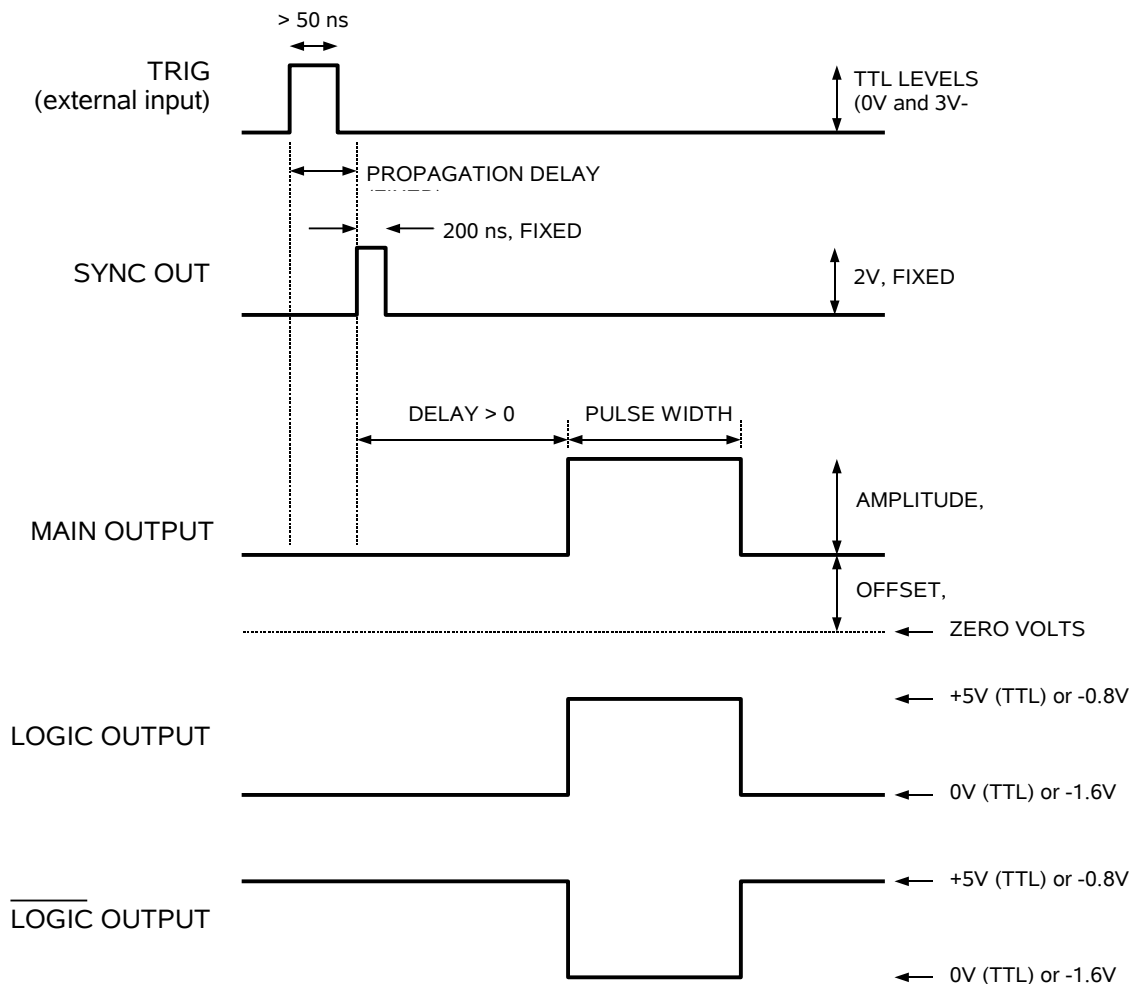 > 50 ns
TRIG
(external input)
TTL LEVELS
(0V and 3V-
PROPAGATION DELAY
200 ns, FIXED
SYNC OUT
2V, FIXED
DELAY > 0
PULSE WIDTH
AMPLITUDE,
MAIN OUTPUT
OFFSET,
ZERO VOLTS
+5V (TTL) or -0.8V
LOGIC OUTPUT
0V (TTL) or -1.6V
+5V (TTL) or -0.8V
LOGIC OUTPUT
0V (TTL) or -1.6V